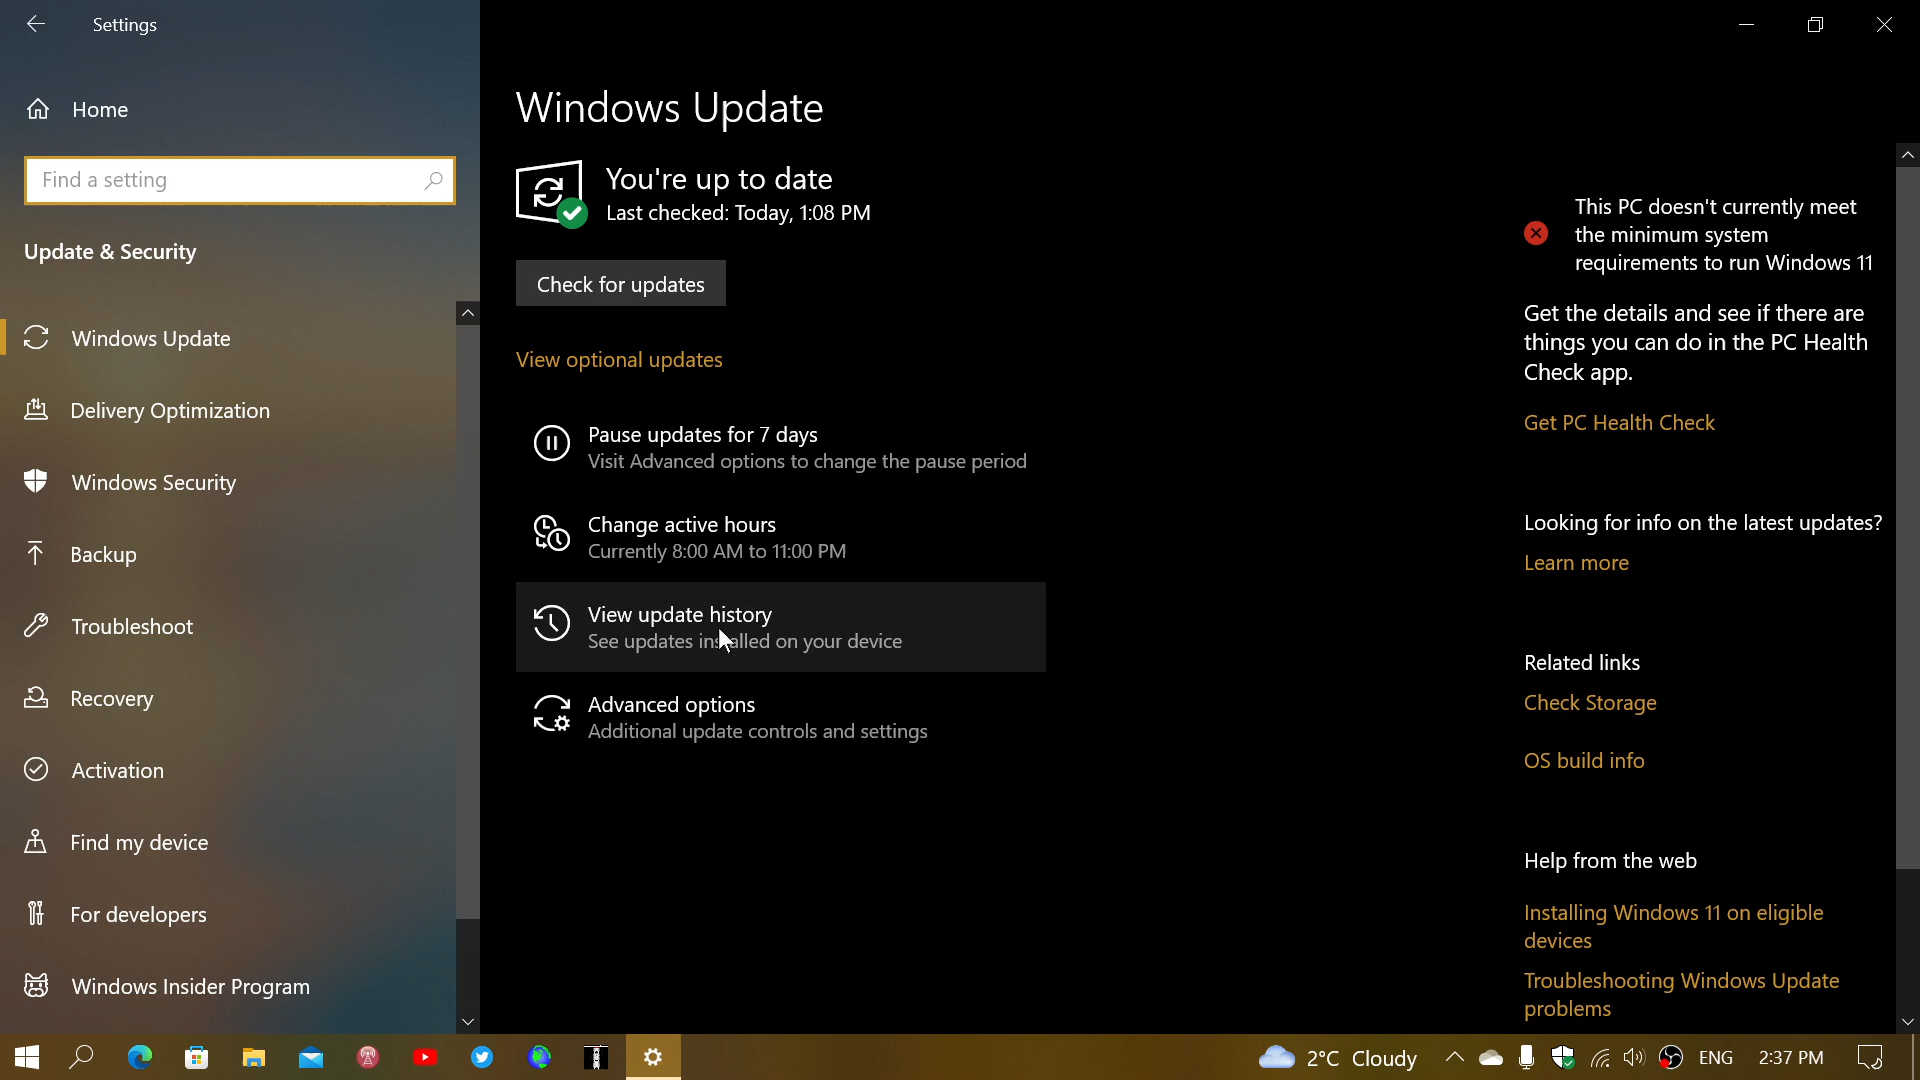 Settings
Home
Find a setting
Update & Security
Windows Update
Delivery Optimization
Windows Security
Backup
Troubleshoot
Recovery
Activation
Find my device
For developers
Windows Insider Program
Windows Update
You're up to date
Last checked: Today, 1:08 PM
Check for updates
View optional updates
Pause updates for 7 days
Visit Advanced options to change the pause period
Change active hours
Currently 8:00 AM to 11:00 PM
View update history
See updates installed on your device
Advanced options
Additional update controls and settings
This PC doesn't currently meet
the minimum system
requirements to run Windows 11
Get the details and see if there are
things you can do in the PC Health
Check app.
Get PC Health Check
Looking for info on the latest updates?
Learn more
Related links
Check Storage
OS build info
Help from the web
Installing Windows 11 on eligible
devices
Troubleshooting Windows Update
problems
2°C Cloudy
ENG
2:37 PM